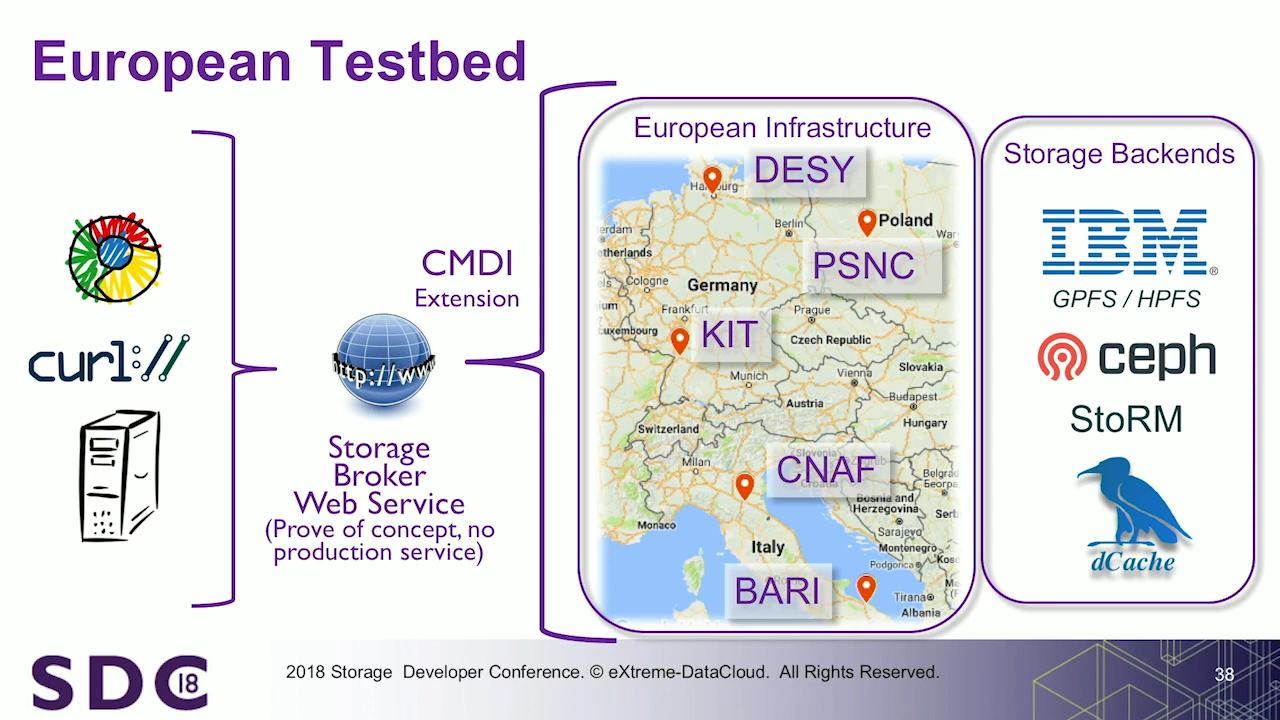 European Testbed
curl://
CMDI
Extension
http://www
Storage
Broker
Web Service
(Prove of concept, no
production service)
European Infrastructure
DESY
Berlin
Poland
PSNC
Cologne
Germany
Frankfurt
Prague
KIT
Luxembourg
Czech Republic
Slovakia
Munich
Vienna
Austria
Budapest
Hungary
Switzerland
Milan
CNAF
Bosnia and
Herzegovina
Sarajevo
Monaco
Montenegro
Italy
Podgorica
BARI
Tirana
Albania
Storage Backends
IBM®
GPFS / HPFS
ceph
StoRM
dCache
SDC 18
2018 Storage Developer Conference. © eXtreme-DataCloud. All Rights Reserved.
38